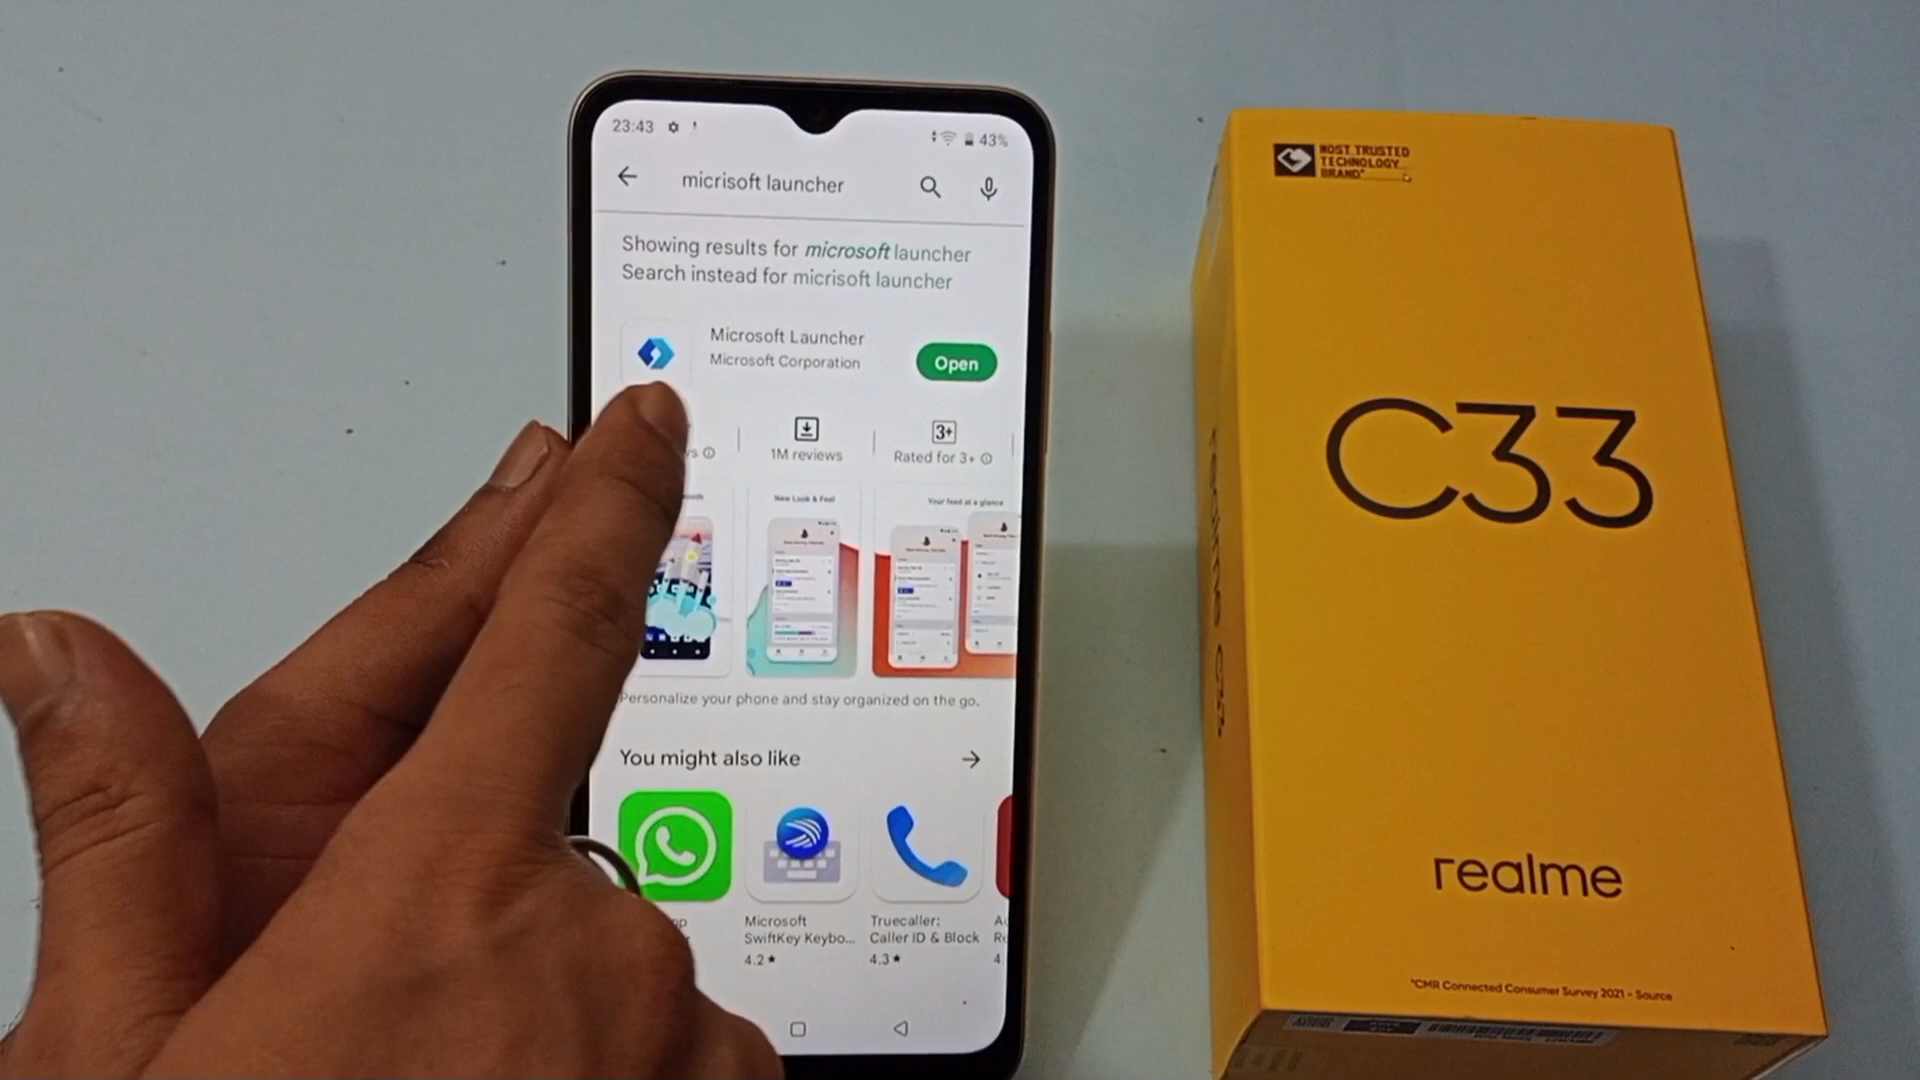 23:43
43%
micrisoft launcher
Showing results for microsoft launcher
Search instead for micrisoft launcher
Microsoft Launcher
Microsoft Corporation
Open
1M reviews
3+
Rated for 3+
New Look & Feel
Your feed at a glance
Personalize your phone and stay organized on the go.
You might also like
Microsoft
SwiftKey Keybo...
4.2★
Truecaller:
Caller ID & Block
4.3★
MOST TRUSTED
TECHNOLOGY
BRAND*
C33
realme
*CMR Connected Consumer Survey 2021 - Source
realme C33